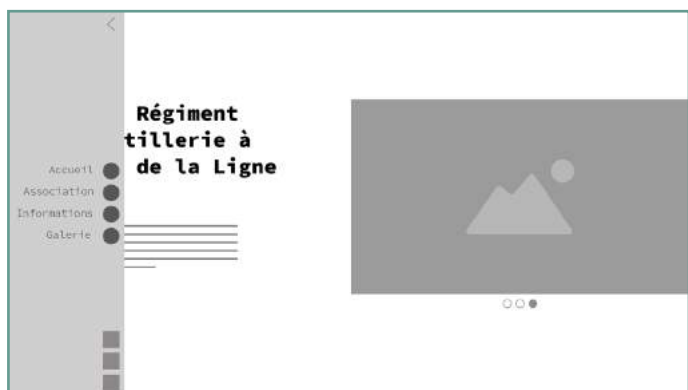 Régiment
tillerie à
de la Ligne
Accueil
Association
Informations
Galerie